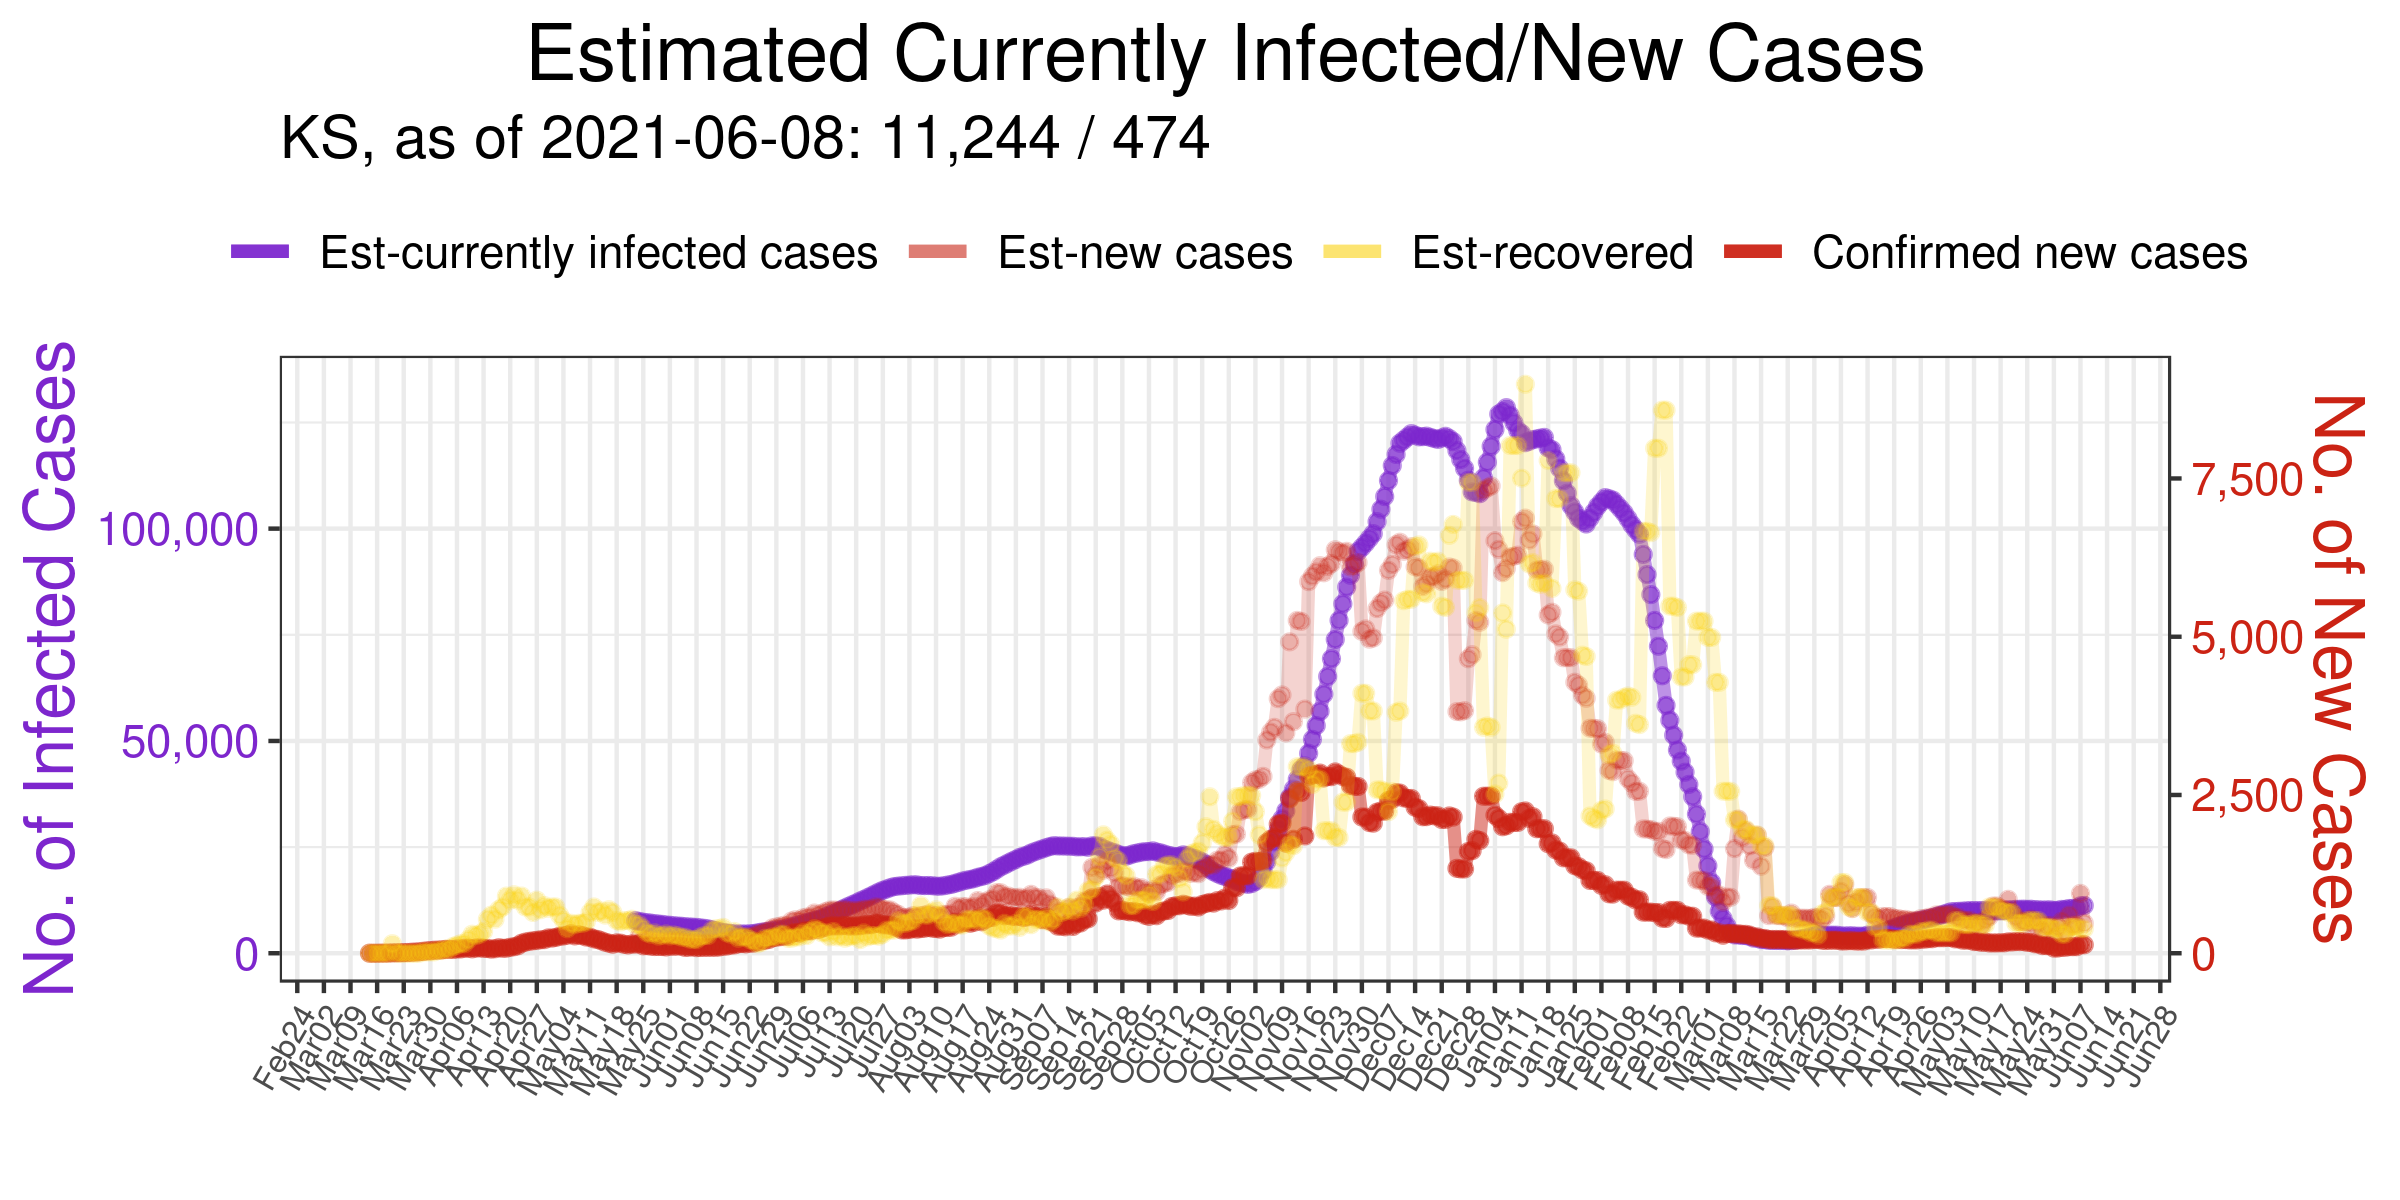 Estimated Currently Infected/New Cases
KS, as of 2021-06-08: 11,244 / 474
Est-currently infected cases Est-new cases Est-recovered Confirmed new cases
No. of Infected Cases
100,000
50,000
0
7,500
5,000
2,500
0
No. of New Cases
Feb24 Mar02 Mar09 Mar16 Mar23 Mar30 Apr06 Apr13 Apr20 Apr27 May04 May11 May18 May25 Jun01 Jun08 Jun15 Jun22 Jun29 Jul06 Jul13 Jul20 Jul27 Aug03 Aug10 Aug17 Aug24 Aug31 Sep07 Sep14 Sep21 Sep28 Oct05 Oct12 Oct19 Oct26 Nov02 Nov09 Nov16 Nov23 Nov30 Dec07 Dec14 Dec21 Dec28 Jan04 Jan11 Jan18 Jan25 Feb01 Feb08 Feb15 Feb22 Mar01 Mar08 Mar15 Mar22 Mar29 Apr05 Apr12 Apr19 Apr26 May03 May10 May17 May24 May31 Jun07 Jun14 Jun21 Jun28